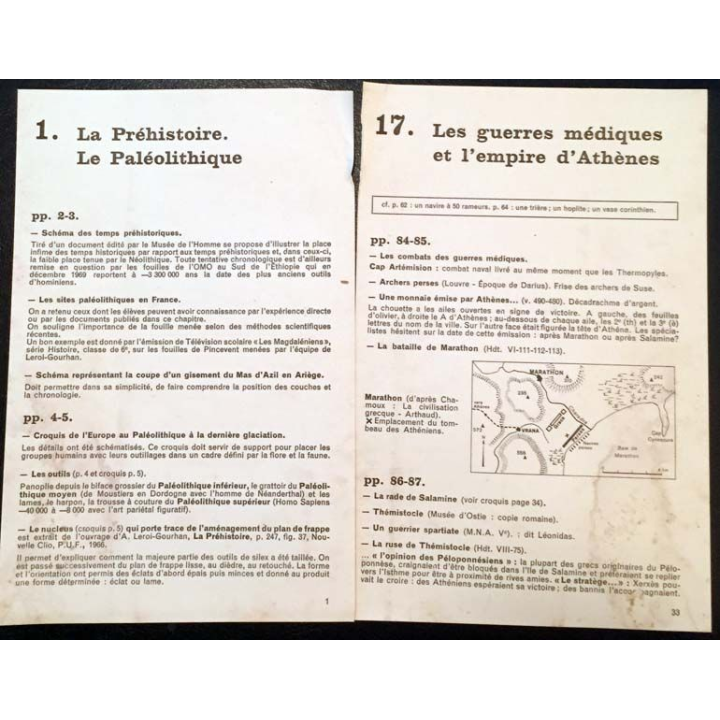 1. La Préhistoire.
Le Paléolithique
pp. 2-3.
— Schéma des temps préhistoriques.
Tiré d'un document édité par le Musée de l'Homme se propose d'illustrer la place
infime des temps historiques par rapport aux temps préhistoriques et, dans ceux-ci,
la faible place tenue par le Néolithique. Toute tentative chronologique est d'ailleurs
remise en question par les fouilles de l'OMO au Sud de l'Éthiopie qui en
décembre 1969 reportent à —3 300 000 ans la date des plus anciens outils
d'hominiens.
— Les sites paléolithiques en France.
On a retenu ceux dont les élèves peuvent avoir connaissance par l'expérience directe
ou par les documents publiés dans ce chapitre.
On souligne l'importance de la fouille menée selon des méthodes scientifiques
récentes.
Un bon exemple est donné par l'émission de Télévision scolaire « Les Magdaléniens »,
série Histoire, classe de 6e, sur les fouilles de Pincevent menées par l'équipe de
Leroi-Gourhan.
— Schéma représentant la coupe d'un gisement du Mas d'Azil en Ariège.
Doit permettre dans sa simplicité, de faire comprendre la position des couches et
la chronologie.
pp. 4-5.
— Croquis de l'Europe au Paléolithique à la dernière glaciation.
Les détails ont été schématisés. Ce croquis doit servir de support pour placer les
groupes humains avec leurs outillages dans un cadre défini par la flore et la faune.
— Les outils (p. 4 et croquis p. 5).
Panoplie depuis le biface grossier du Paléolithique inférieur, le grattoir du Paléoli-
thique moyen (de Moustiers en Dordogne avec l'homme de Néanderthal) et les
lames, le harpon, la trousse à couture du Paléolithique supérieur (Homo Sapiens
—40 000 à —8 000 avec l'art pariétal figuratif).
— Le nucleus (croquis p. 5) qui porte trace de l'aménagement du plan de frappe
est extrait de l'ouvrage d'A. Leroi-Gourhan, La Préhistoire, p. 247, fig. 37, Nou-
velle Clio, P.U.F., 1966.
Il permet d'expliquer comment la majeure partie des outils de silex a été taillée. On
est passé successivement du plan de frappe lisse, au dièdre, au retouché. La forme
et l'orientation ont permis des éclats d'abord épais puis minces et donné au produit
une forme déterminée : éclat ou lame.
1
17. Les guerres médiques
et l'empire d'Athènes
cf. p. 62 : un navire à 50 rameurs. p. 64 : une trière ; un hoplite ; un vase corinthien.
pp. 84-85.
— Les combats des guerres médiques.
Cap Artémision : combat naval livré au même moment que les Thermopyles.
— Archers perses (Louvre - Époque de Darius). Frise des archers de Suse.
— Une monnaie émise par Athènes... (v. 490-480). Décadrachme d'argent.
La chouette a les ailes ouvertes en signe de victoire. A gauche, des feuilles
d'olivier, à droite le A d'Athènes : au-dessous de chaque aile, les 2e (th) et la 3e (ê)
lettres du nom de la ville. Sur l'autre face était figurée la tête d'Athéna. Les spécia-
listes hésitent sur la date de cette émission : après Marathon ou après Salamine?
— La bataille de Marathon (Hdt. VI-111-112-113).
Marathon (d'après Cha-
moux : La civilisation
grecque - Arthaud).
X Emplacement du tom-
beau des Athéniens.
MARATHON
VRANA
Baie de
Marathon
pp. 86-87.
— La rade de Salamine (voir croquis page 34).
— Thémistocle (Musée d'Ostie : copie romaine).
— Un guerrier spartiate (M.N.A. Ve) : dit Léonidas.
— La ruse de Thémistocle (Hdt. VIII-75).
... « l'opinion des Péloponnésiens » : la plupart des grecs originaires du Pélo-
ponnèse, craignaient d'être bloqués dans l'île de Salamine et préféraient se replier
vers l'Isthme pour être à proximité de rives amies. « Le stratège... » : Xerxès pou-
vait le croire : des Athéniens espéraient sa victoire ; des bannis l'accompagnaient.
33